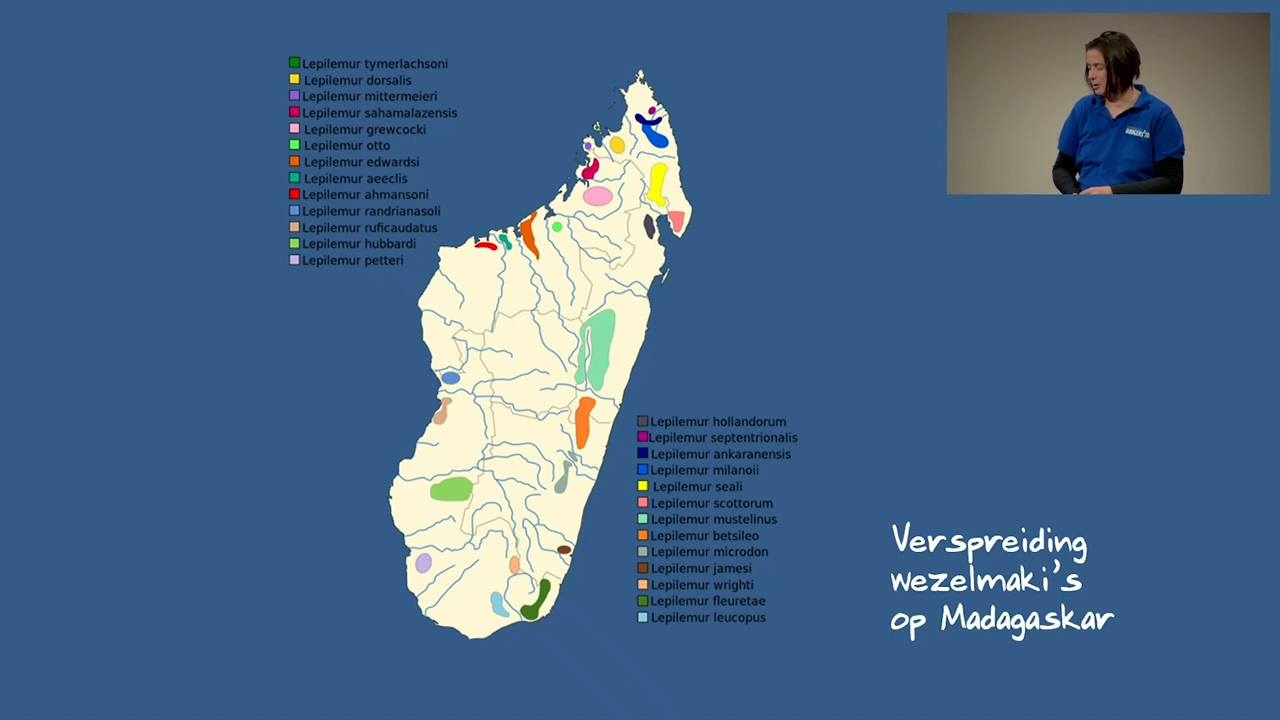 Lepilemur tymerlachsoni
Lepilemur dorsalis
Lepilemur mittermeieri
Lepilemur sahamalazensis
Lepilemur grewcocki
Lepilemur otto
Lepilemur edwardsi
Lepilemur aeeclis
Lepilemur ahmansoni
Lepilemur randrianasoli
Lepilemur ruficaudatus
Lepilemur hubbardi
Lepilemur petteri
Lepilemur hollandorum
Lepilemur septentrionalis
Lepilemur ankaranensis
Lepilemur milanoii
Lepilemur seali
Lepilemur scottorum
Lepilemur mustelinus
Lepilemur betsileo
Lepilemur microdon
Lepilemur jamesi
Lepilemur wrighti
Lepilemur fleuretae
Lepilemur leucopus
Verspreiding
wezelmaki's
op Madagaskar